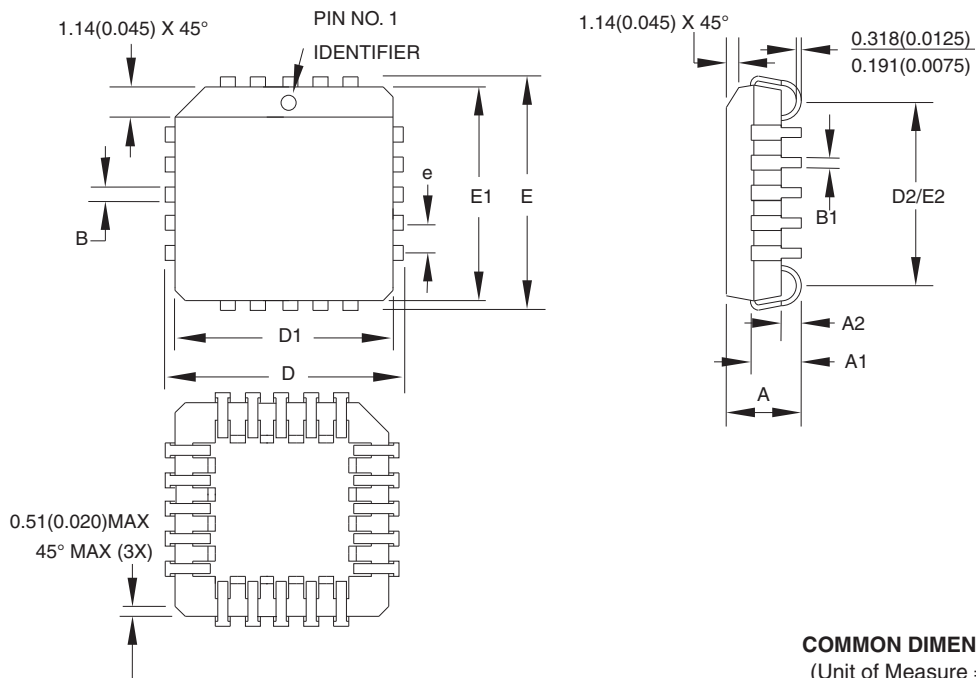 1.14(0.045) X 45°
PIN NO. 1
IDENTIFIER
1.14(0.045) X 45°
0.318(0.0125)
0.191(0.0075)
e
E1
E
B
B1
D2/E2
D1
D
A2
A1
A
0.51(0.020)MAX
45° MAX (3X)
COMMON DIMEN
(Unit of Measure